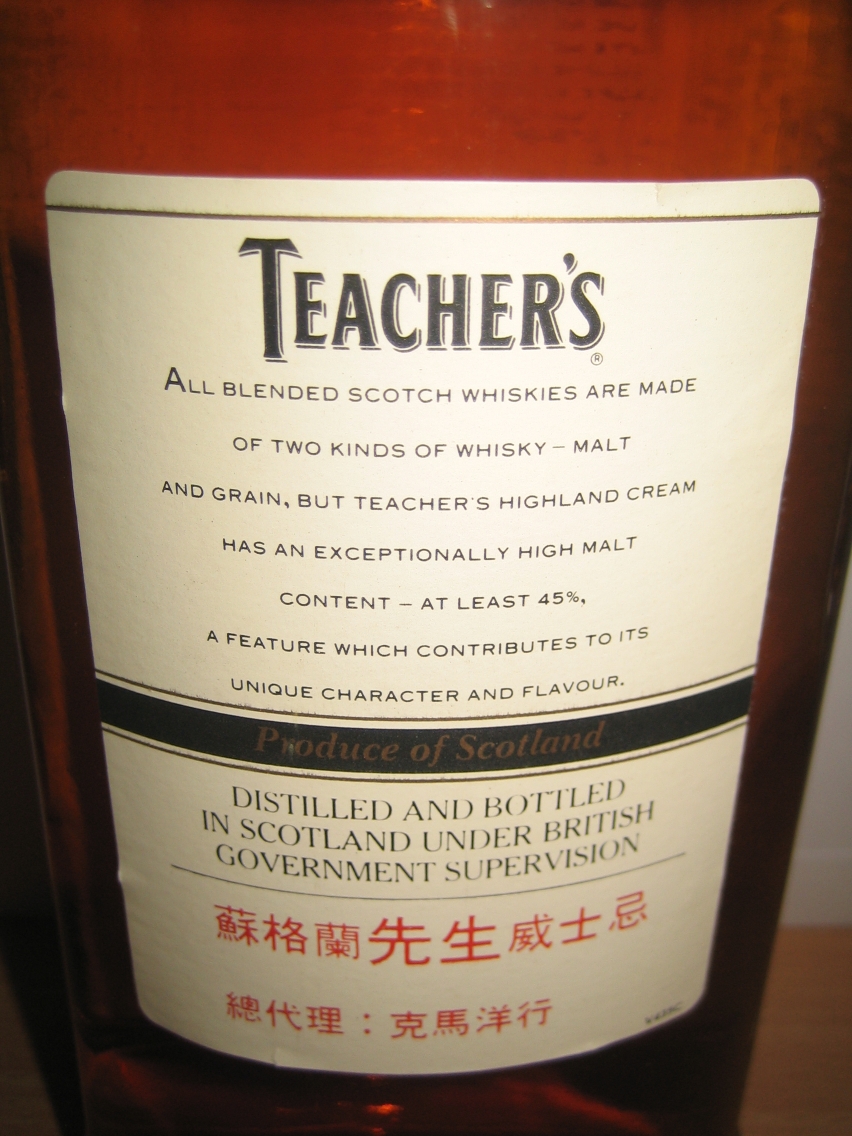 TEACHER'S
®
ALL BLENDED SCOTCH WHISKIES ARE MADE
OF TWO KINDS OF WHISKY – MALT
AND GRAIN, BUT TEACHER'S HIGHLAND CREAM
HAS AN EXCEPTIONALLY HIGH MALT
CONTENT – AT LEAST 45%,
A FEATURE WHICH CONTRIBUTES TO ITS
UNIQUE CHARACTER AND FLAVOUR.
Produce of Scotland
DISTILLED AND BOTTLED
IN SCOTLAND UNDER BRITISH
GOVERNMENT SUPERVISION
蘇格蘭先生威士忌
總代理：克馬洋行